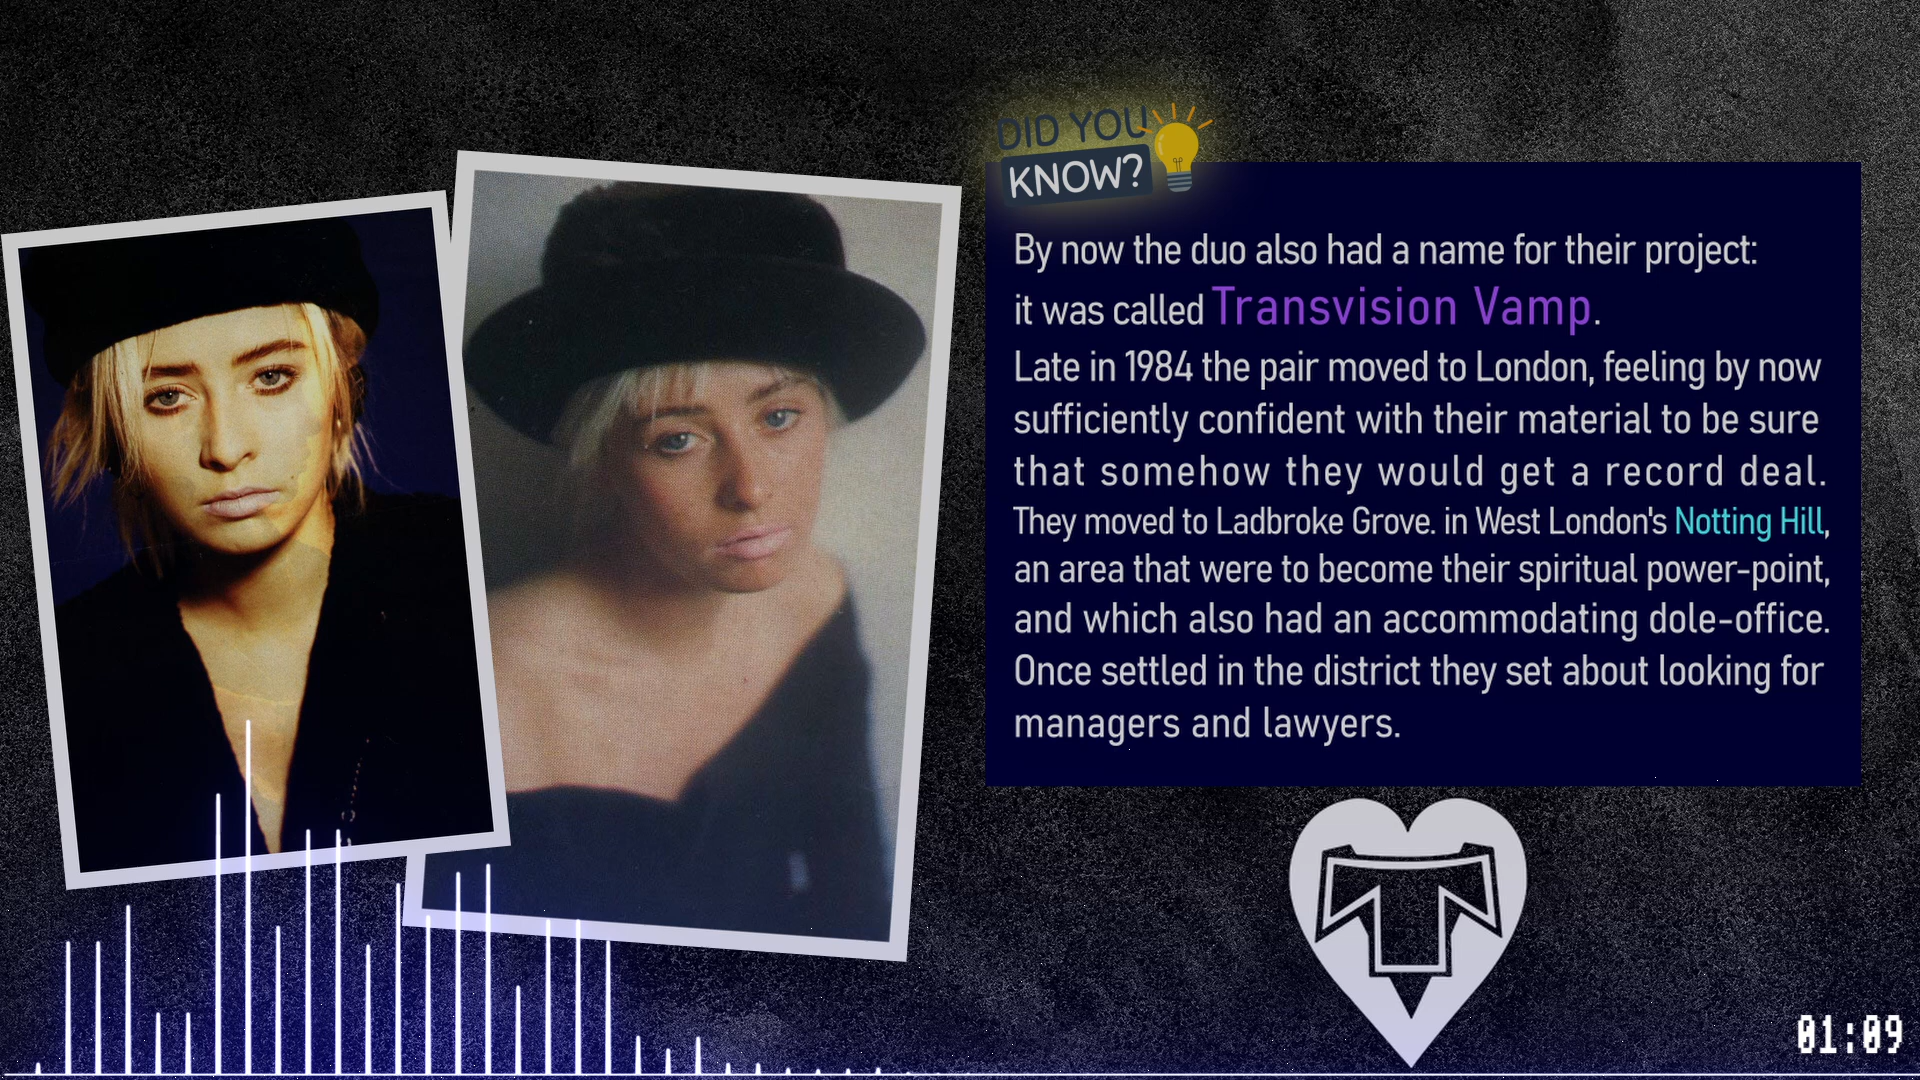 DID YOU
KNOW?
By now the duo also had a name for their project:
it was called Transvision Vamp.
Late in 1984 the pair moved to London, feeling by now
sufficiently confident with their material to be sure
that somehow they would get a record deal.
They moved to Ladbroke Grove. in West London's Notting Hill,
an area that were to become their spiritual power-point,
and which also had an accommodating dole-office.
Once settled in the district they set about looking for
managers and lawyers.
T
01:09